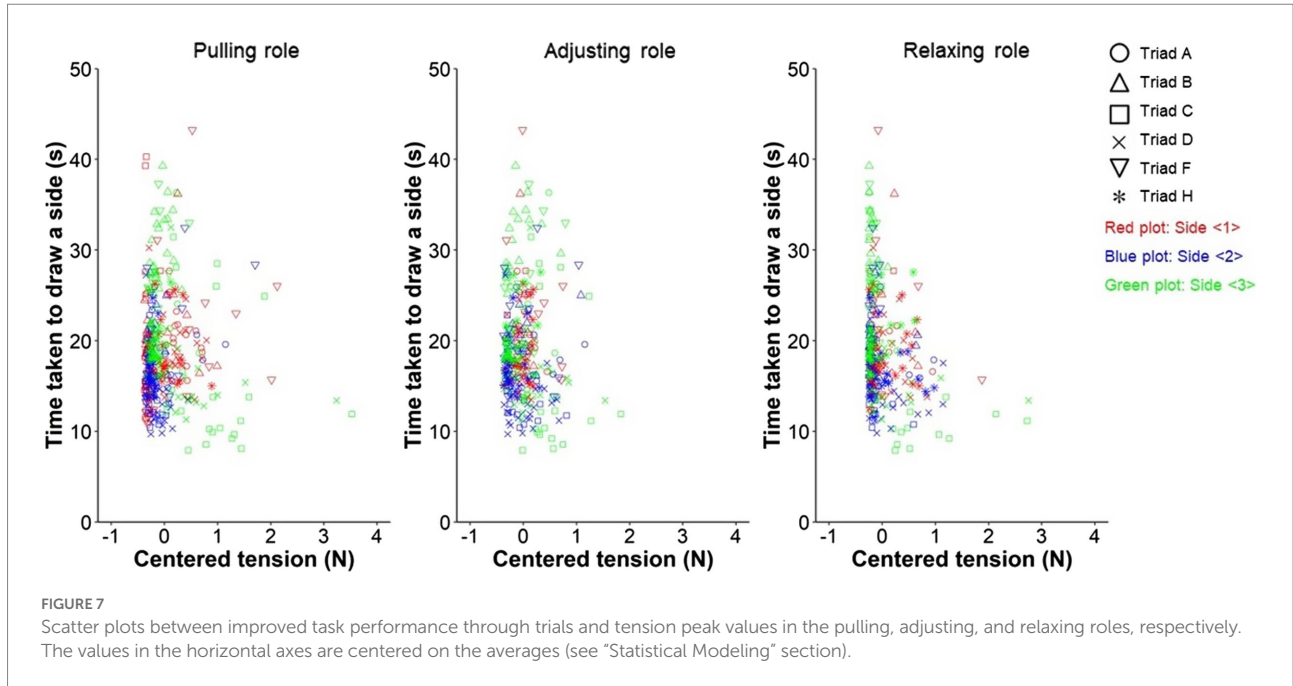 Pulling role
Adjusting role
Relaxing role
Time taken to draw a side (s)
50
40
30
20
10
0
-1 0 1 2 3 4
Centered tension (N)
Time taken to draw a side (s)
50
40
30
20
10
0
-1 0 1 2 3 4
Centered tension (N)
Time taken to draw a side (s)
50
40
30
20
10
0
-1 0 1 2 3 4
Centered tension (N)
Triad A
Triad B
Triad C
Triad D
Triad F
Triad H
Red plot: Side <1>
Blue plot: Side <2>
Green plot: Side <3>
FIGURE 7
Scatter plots between improved task performance through trials and tension peak values in the pulling, adjusting, and relaxing roles, respectively.
The values in the horizontal axes are centered on the averages (see “Statistical Modeling” section).